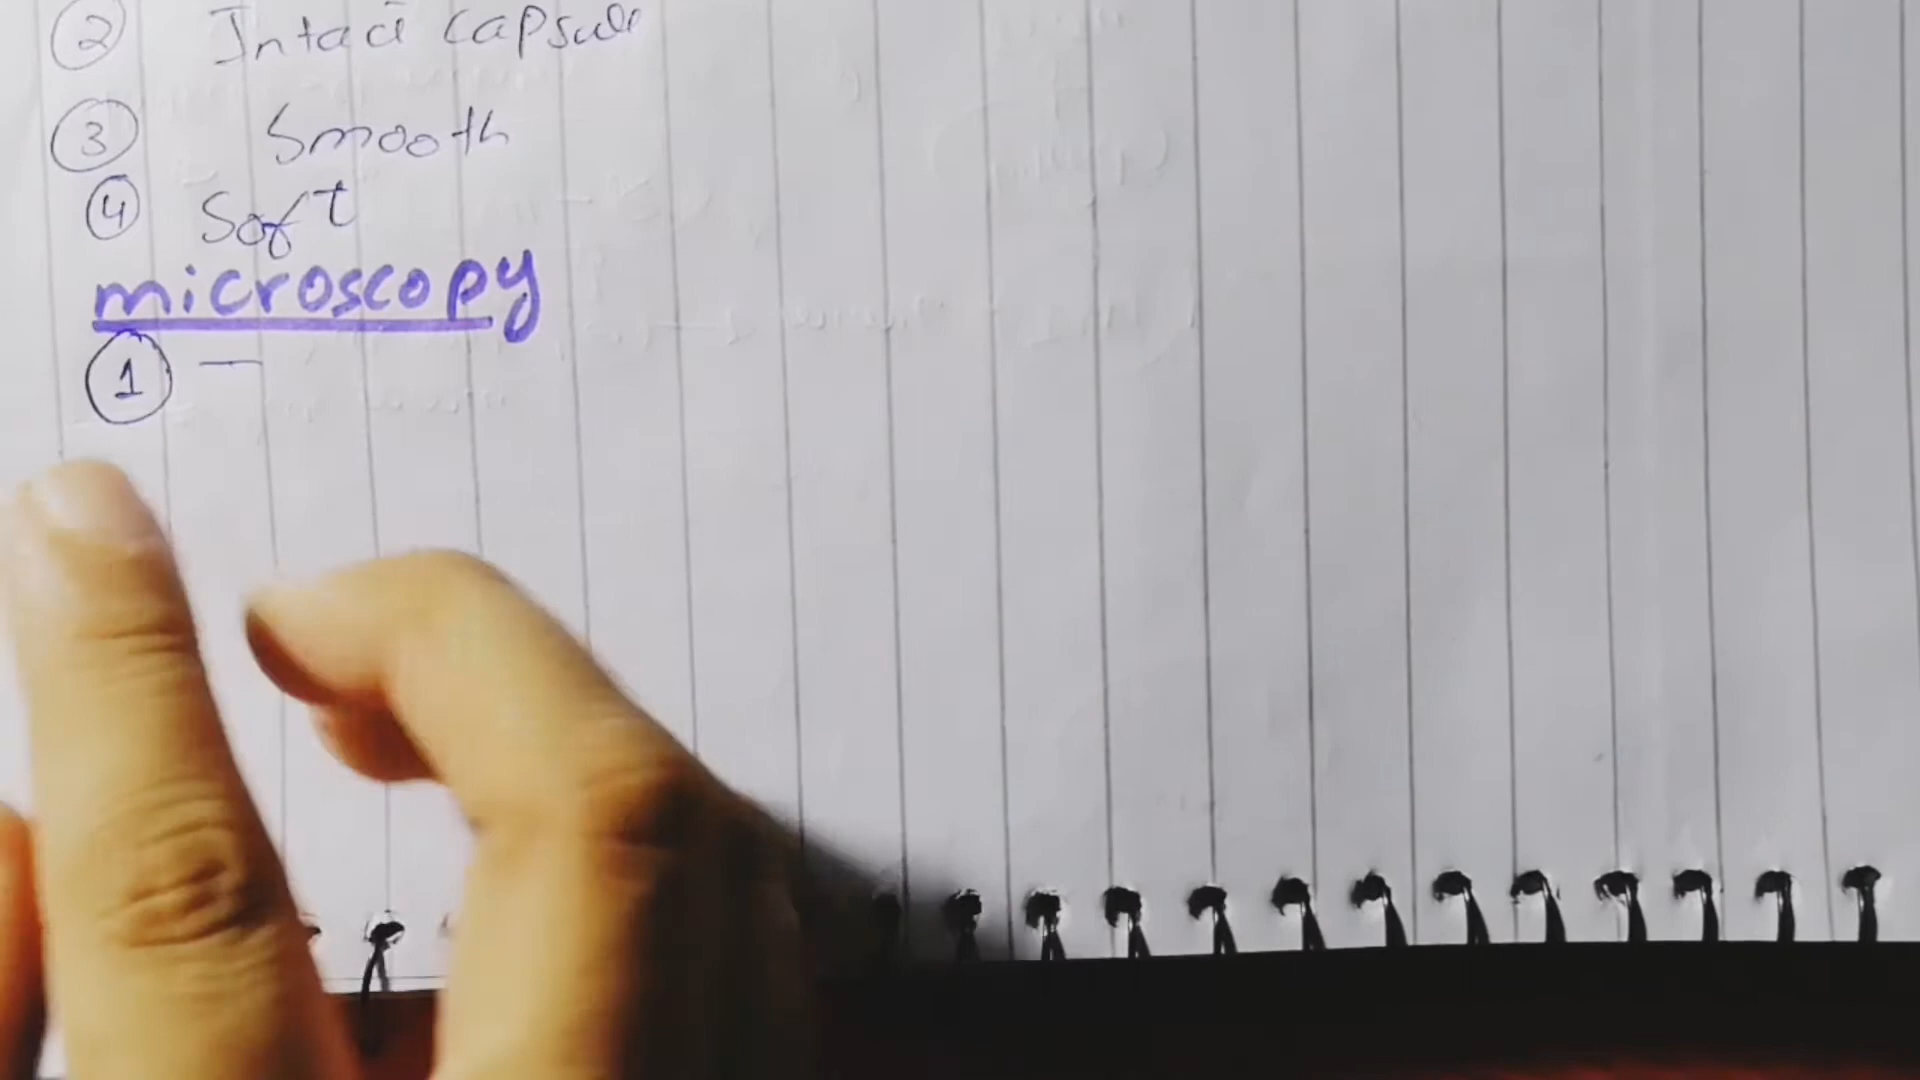 ② Intact capsule
③ Smooth
④ Soft
microscopy
① —